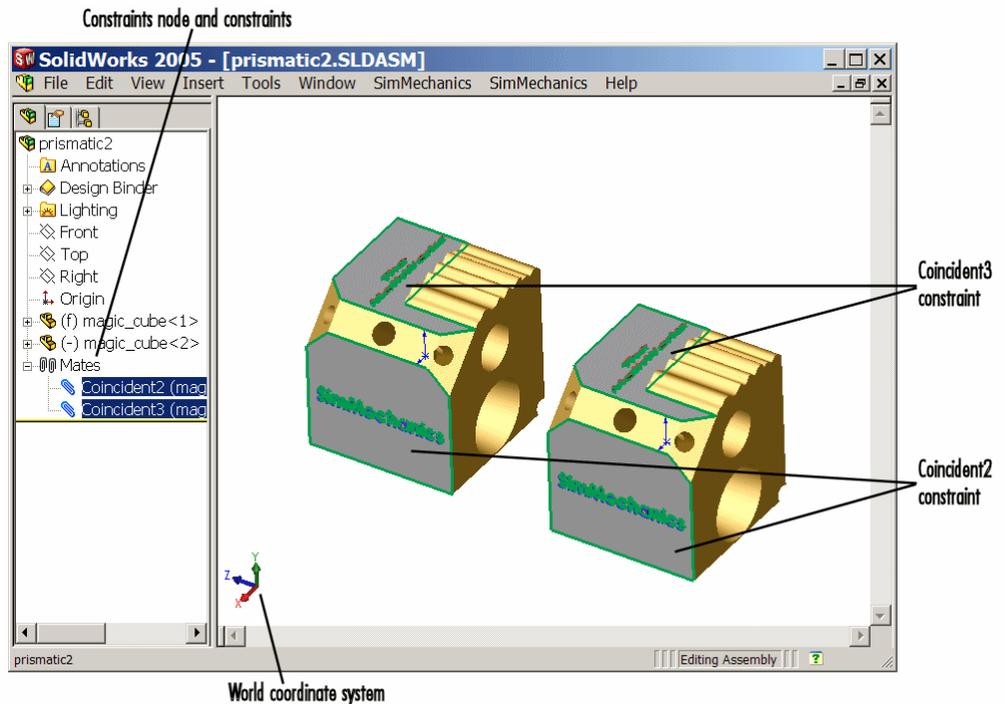 Constraints node and constraints
SolidWorks 2005 - [prismatic2.SLDASM]
File Edit View Insert Tools Window SimMechanics SimMechanics Help
prismatic2
Annotations
Design Binder
Lighting
Front
Top
Right
Origin
(f) magic_cube<1>
(-) magic_cube<2>
Mates
Coincident2 (mag
Coincident3 (mag
SimMechanics
SimMechanics
Coincident3
constraint
Coincident2
constraint
Y
Z
X
prismatic2
Editing Assembly
World coordinate system